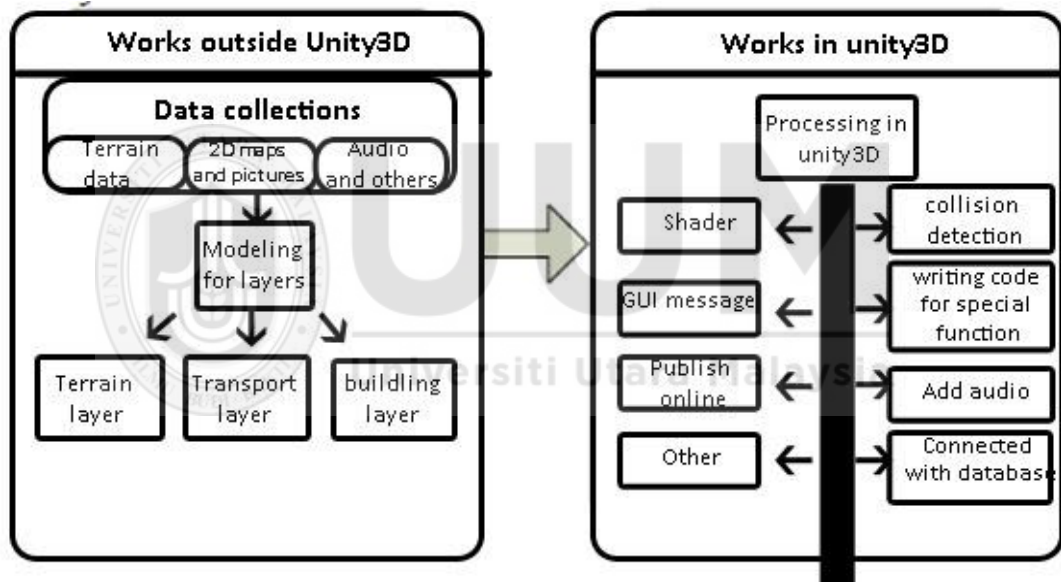 Works outside Unity3D
Data collections
Terrain
data
2D maps
and pictures
Audio
and others
Modeling
for layers
Terrain
layer
Transport
layer
buildling
layer
Works in unity3D
Processing in
unity3D
Shader
collision
detection
GUI message
writing code
for special
function
Publish
online
Add audio
Other
Connected
with database
UUM
Universiti Utara Malaysia